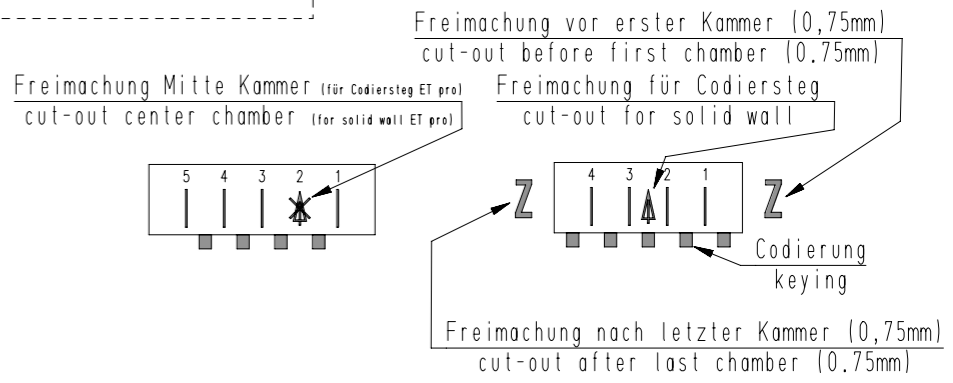 Freimachung vor erster Kammer (0,75mm)
cut-out before first chamber (0.75mm)
Freimachung Mitte Kammer (für Codiersteg ET pro)
cut-out center chamber (for solid wall ET pro)
Freimachung für Codiersteg
cut-out for solid wall
5 4 3 2 1
Z 4 3 2 1 Z
Codierung
keying
Freimachung nach letzter Kammer (0,75mm)
cut-out after last chamber (0.75mm)